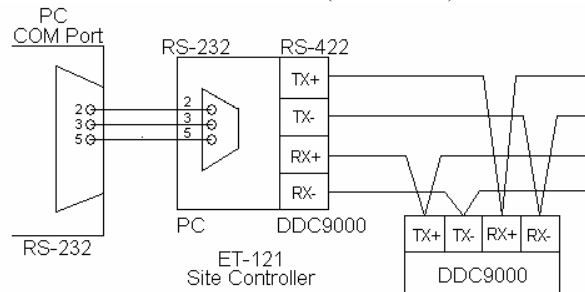 PC
COM Port
2
3
5
RS-232
RS-232
RS-422
2
3
5
TX+
TX-
RX+
RX-
PC
DDC9000
ET-121
Site Controller
TX+ TX- RX+ RX-
DDC9000